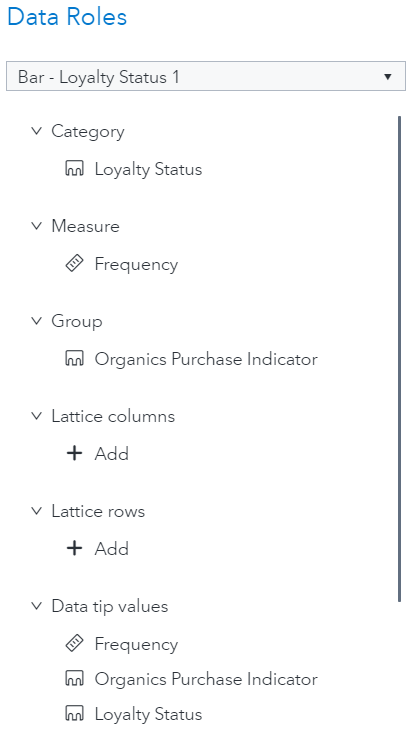 Data Roles
Bar - Loyalty Status 1
Category
Loyalty Status
Measure
Frequency
Group
Organics Purchase Indicator
Lattice columns
Add
Lattice rows
Add
Data tip values
Frequency
Organics Purchase Indicator
Loyalty Status